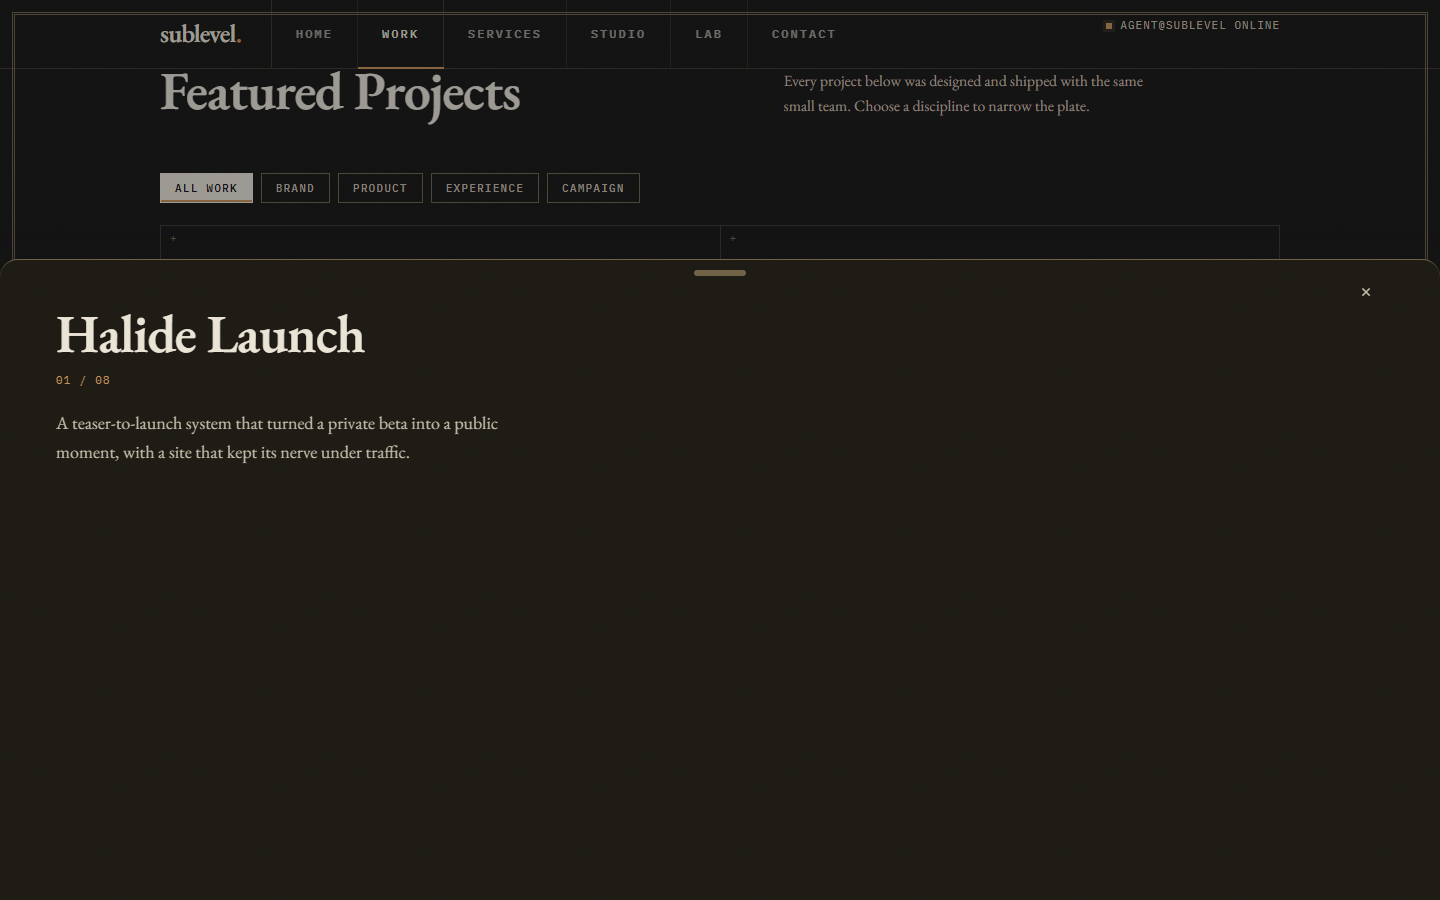 sublevel.
HOME
WORK
SERVICES
STUDIO
LAB
CONTACT
AGENT@SUBLEVEL ONLINE
Featured Projects
Every project below was designed and shipped with the same
small team. Choose a discipline to narrow the plate.
ALL WORK
BRAND
PRODUCT
EXPERIENCE
CAMPAIGN
+
+
×
Halide Launch
01 / 08
A teaser-to-launch system that turned a private beta into a public
moment, with a site that kept its nerve under traffic.